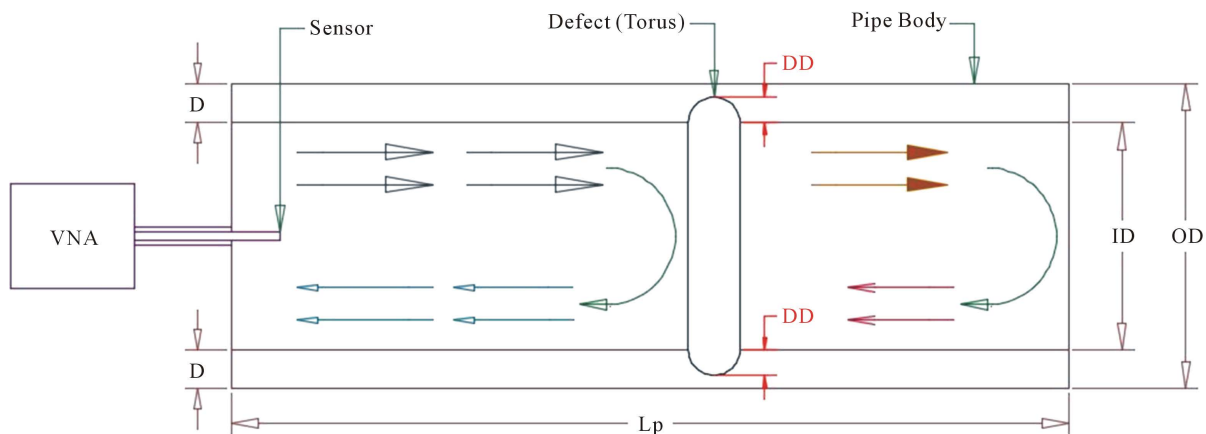 Sensor
Defect (Torus)
Pipe Body
DD
D
VNA
ID
OD
DD
D
Lp